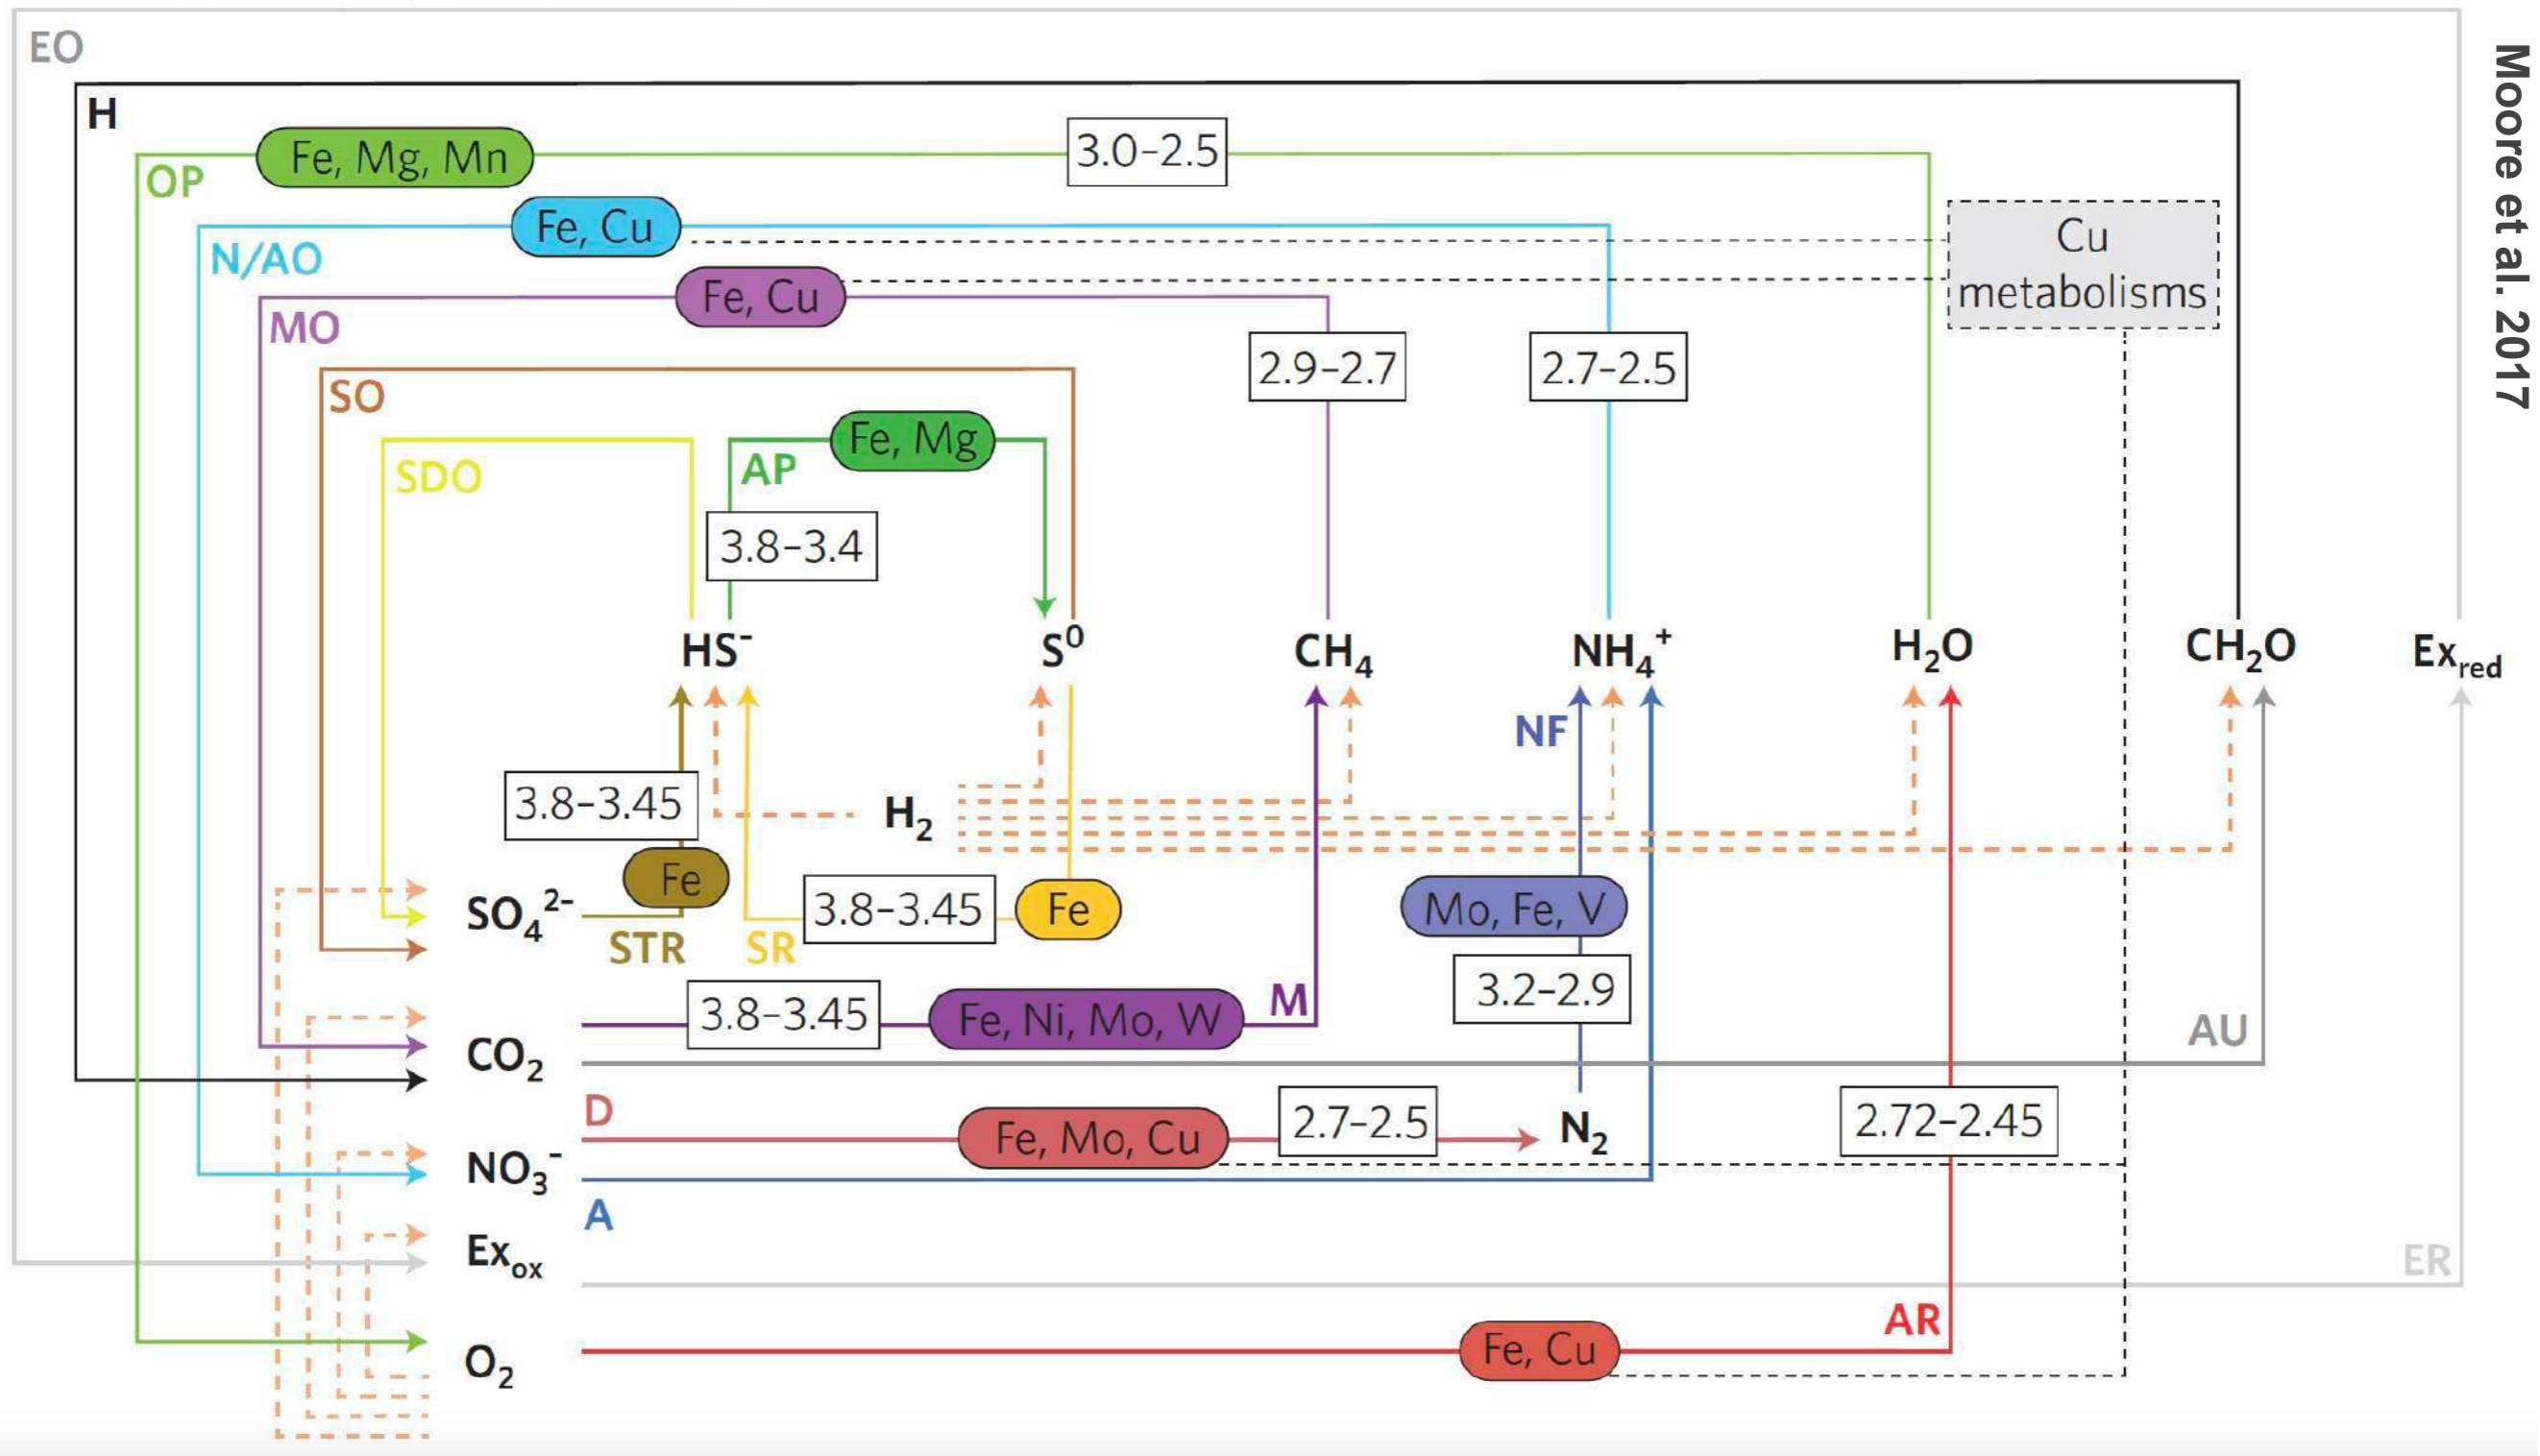 EO
Moore et al. 2017
H
Fe, Mg, Mn
3.0–2.5
OP
Fe, Cu
Cu
metabolisms
N/AO
Fe, Cu
MO
2.9–2.7
2.7–2.5
SO
Fe, Mg
SDO
AP
3.8–3.4
HS⁻
S⁰
CH₄
NH₄⁺
H₂O
CH₂O
Ex_red
NF
3.8–3.45
H₂
Fe
3.8–3.45
Fe
Mo, Fe, V
SO₄²⁻
STR
SR
3.2–2.9
3.8–3.45
Fe, Ni, Mo, W
M
AU
CO₂
D
Fe, Mo, Cu
2.7–2.5
N₂
2.72–2.45
NO₃⁻
A
Ex_ox
ER
AR
Fe, Cu
O₂